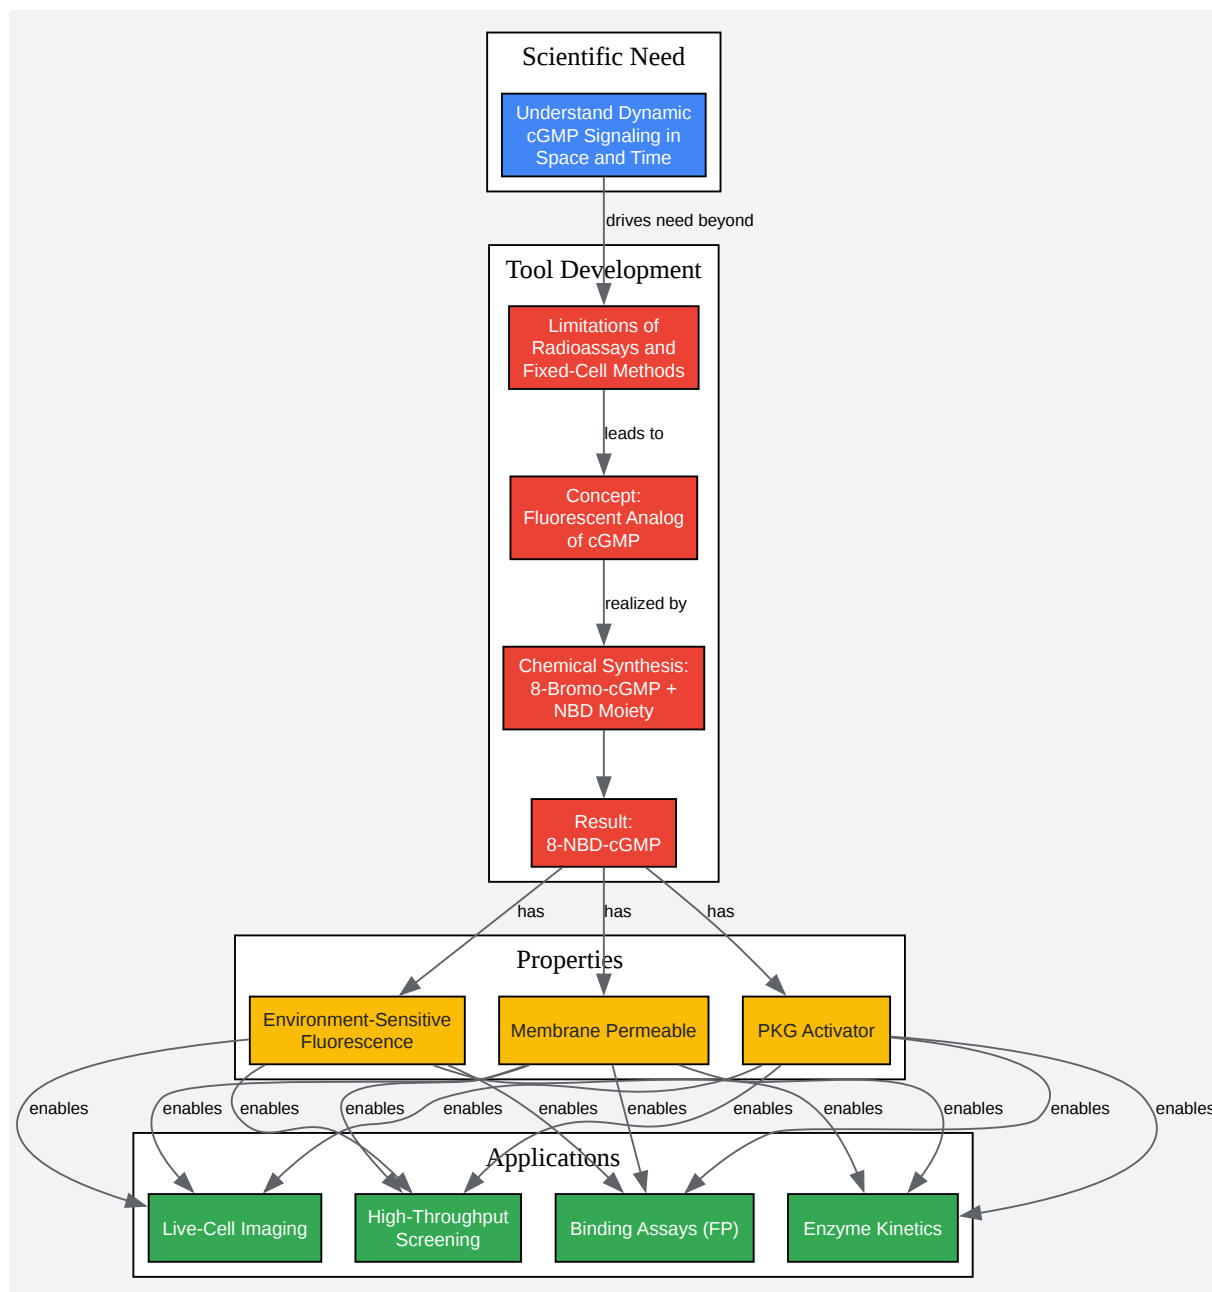 Scientific Need
Understand Dynamic
cGMP Signaling in
Space and Time
drives need beyond
Tool Development
Limitations of
Radioassays and
Fixed-Cell Methods
leads to
Concept:
Fluorescent Analog
of cGMP
realized by
Chemical Synthesis:
8-Bromo-cGMP +
NBD Moiety
Result:
8-NBD-cGMP
has has has
Properties
Environment-Sensitive
Fluorescence
Membrane Permeable
PKG Activator
enables enables enables enables enables enables enables enables enables enables enables enables
Applications
Live-Cell Imaging
High-Throughput
Screening
Binding Assays (FP)
Enzyme Kinetics